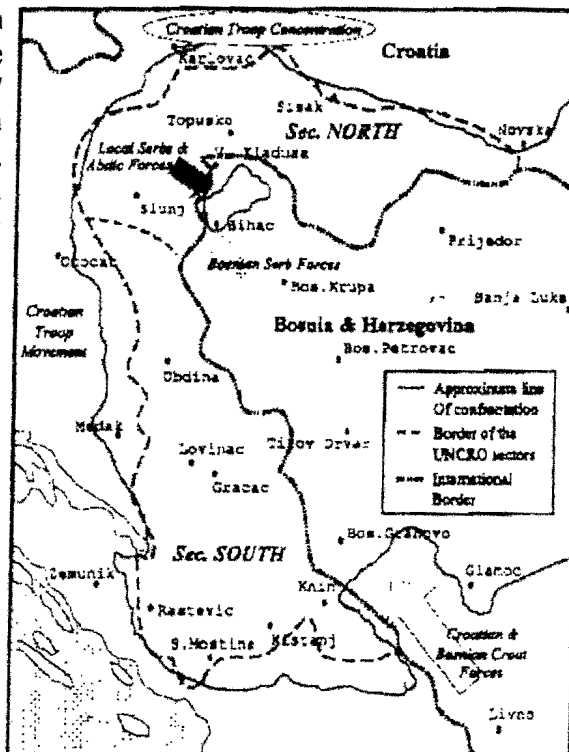 Croatian Troop Concentration
Croatia
Karlovac
Sisak
Topusko
Sec. NORTH
Novska
Local Serbs &
Abdic Forces
V. Kladusa
Slunj
Bihac
Prijedor
Otocac
Bosnian Serb Forces
Bos.Krupa
Banja Luka
Croatian
Troop
Movement
Bosnia & Herzegovina
Bos.Petrovac
Udbina
Approximate line
Of confrontation
Medak
Border of the
UNCRO sectors
Lovinac
Titov Drvar
Gracac
International
Border
Bos.Grahovo
Sec. SOUTH
Zemunik
Glamoc
Knin
Rastevic
Kistanj
S.Mostine
Croatian &
Bosnian Croat
Forces
Livno